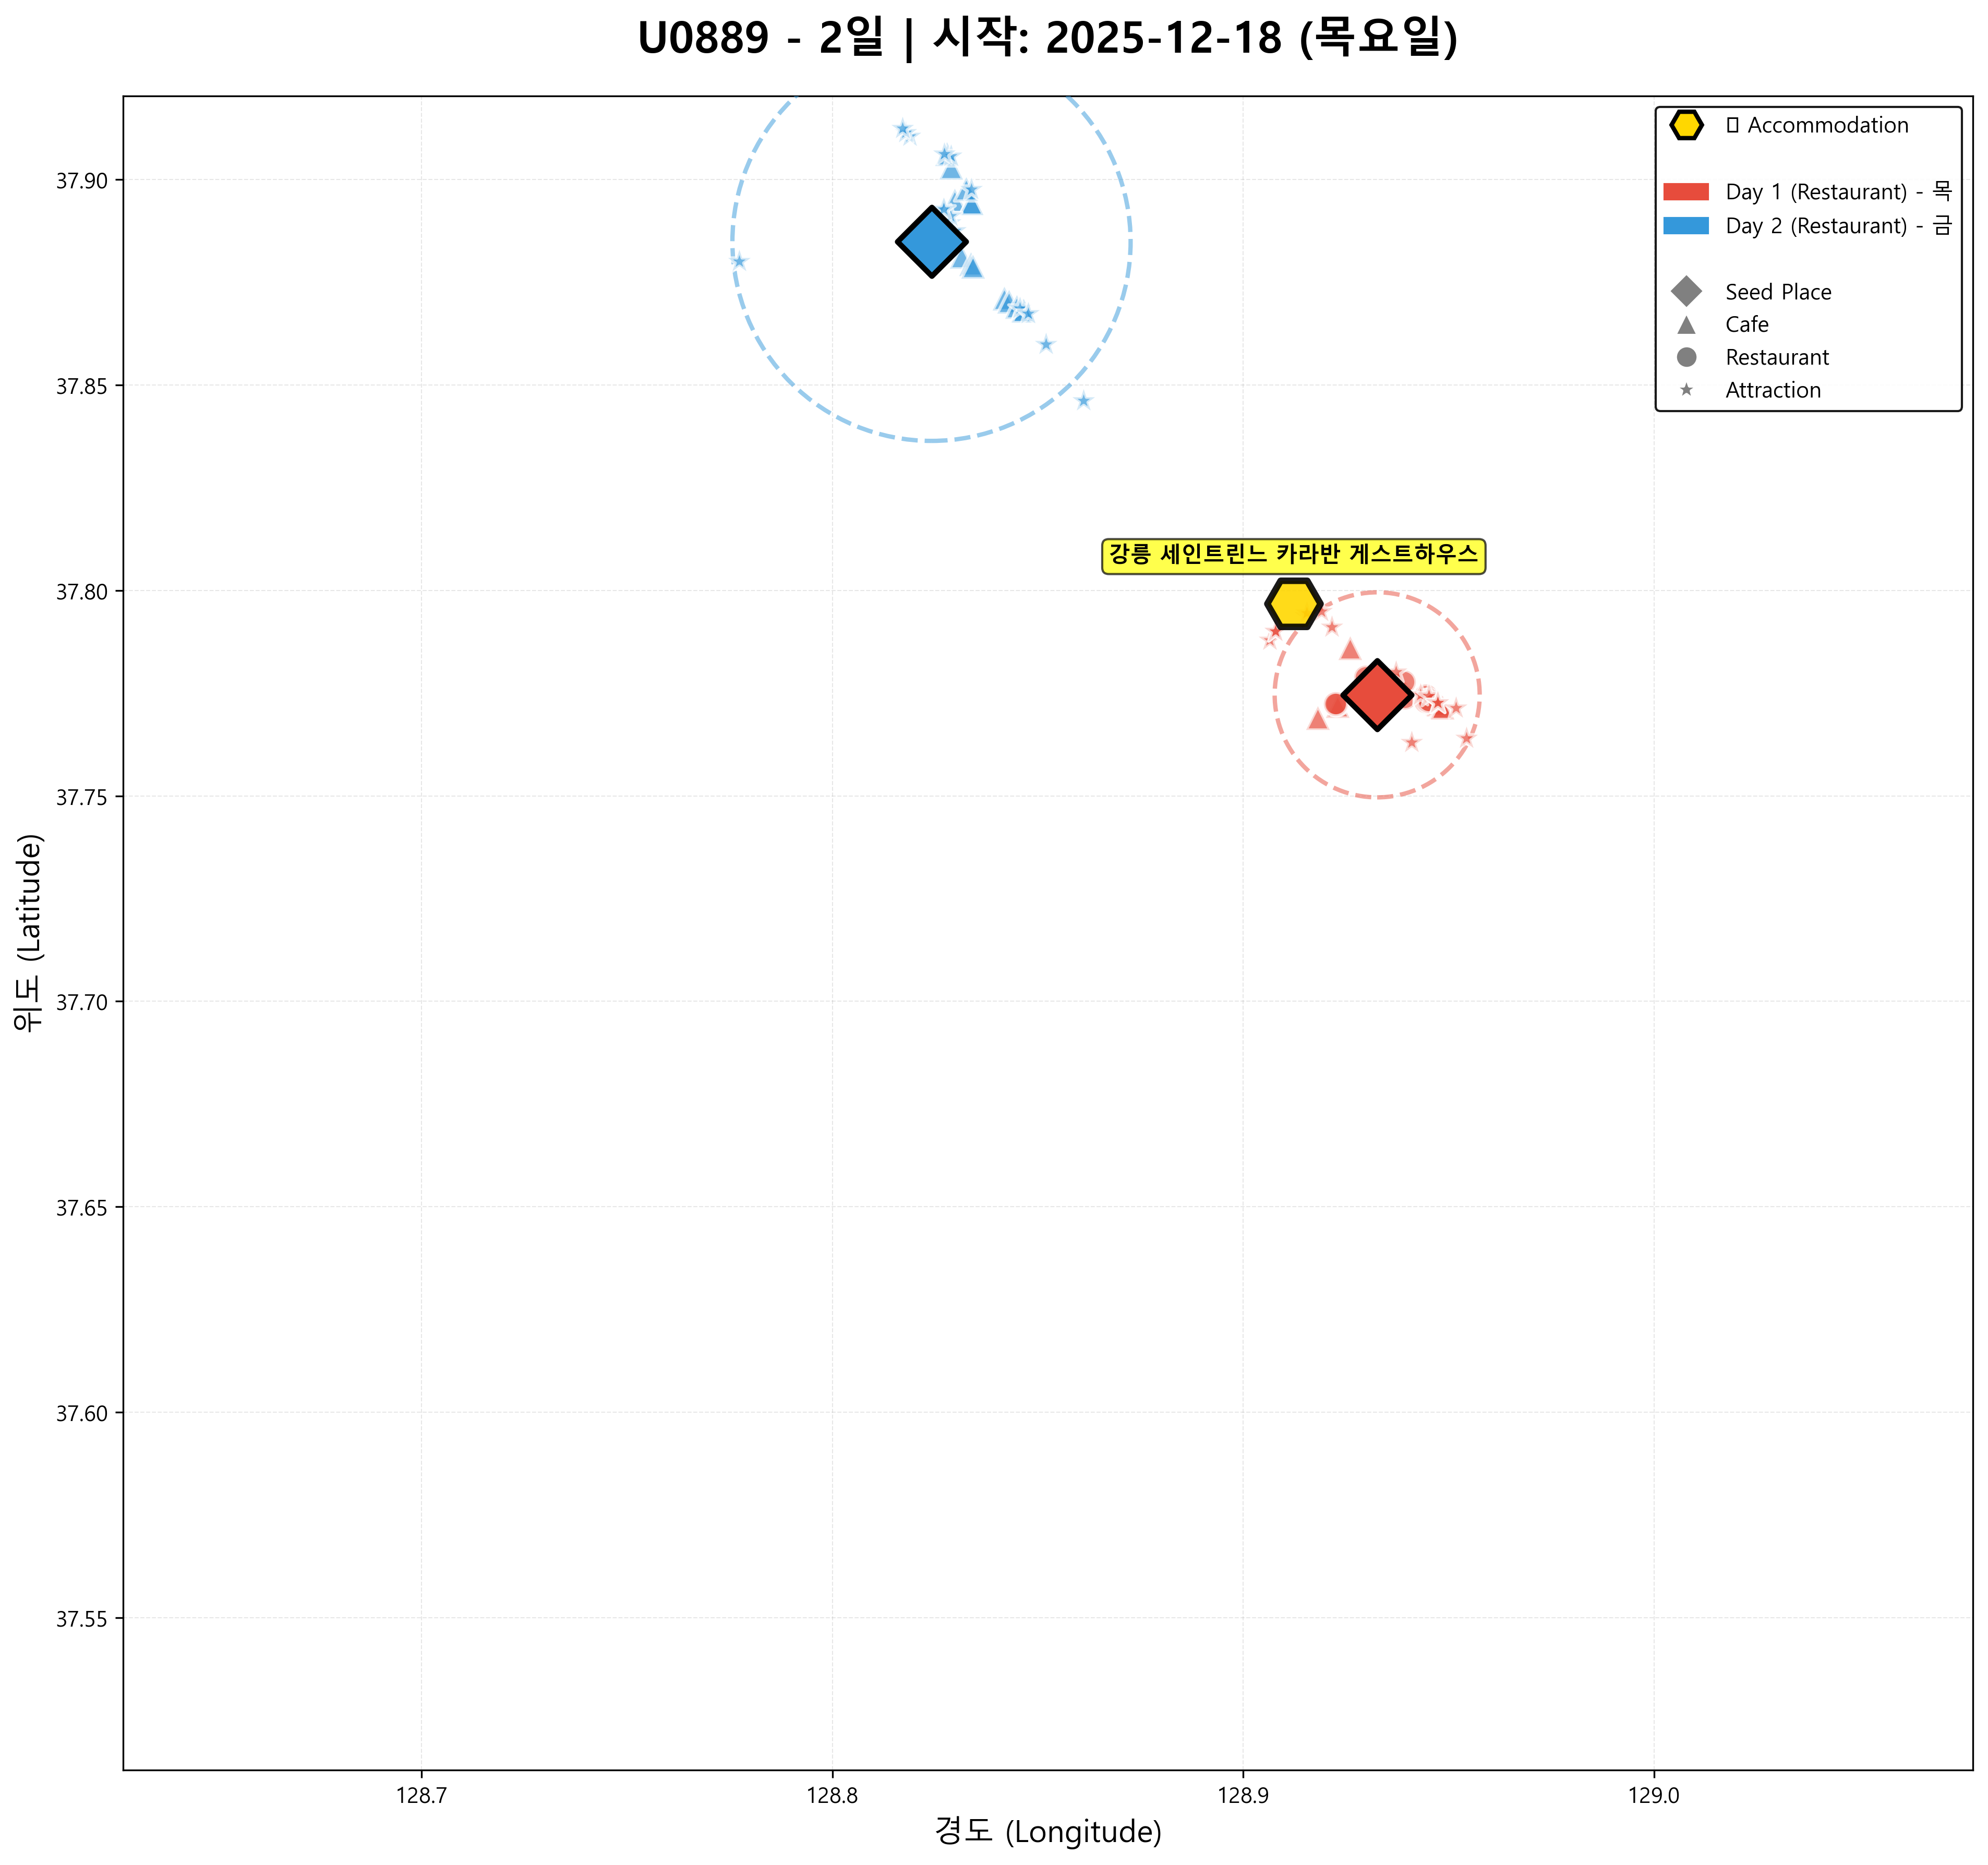 U0889 - 2일 | 시작: 2025-12-18 (목요일)
Accommodation
Day 1 (Restaurant) - 목
Day 2 (Restaurant) - 금
Seed Place
Cafe
Restaurant
Attraction
강릉 세인트린느 카라반 게스트하우스
위도 (Latitude)
37.90
37.85
37.80
37.75
37.70
37.65
37.60
37.55
128.7
128.8
128.9
129.0
경도 (Longitude)